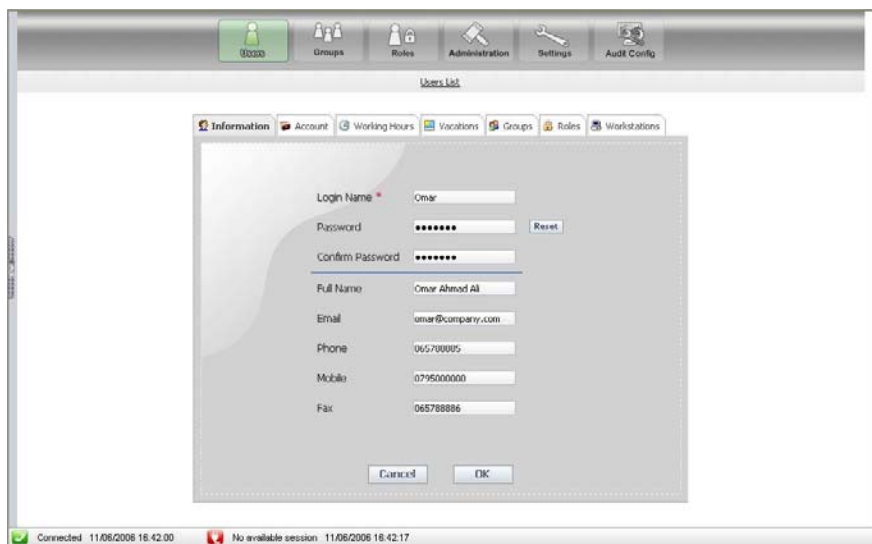 Users Groups Roles Administration Settings Audit Config
Users List
Information Account Working Hours Vacations Groups Roles Workstations
Login Name * Omar
Password ●●●●●●● Reset
Confirm Password ●●●●●●●
Full Name Omar Ahmad Ali
Email omar@company.com
Phone
Mobile 0795000000
Fax 065788886
Cancel OK
Connected 11/06/2006 16:42:00 No available session 11/06/2006 16:42:17